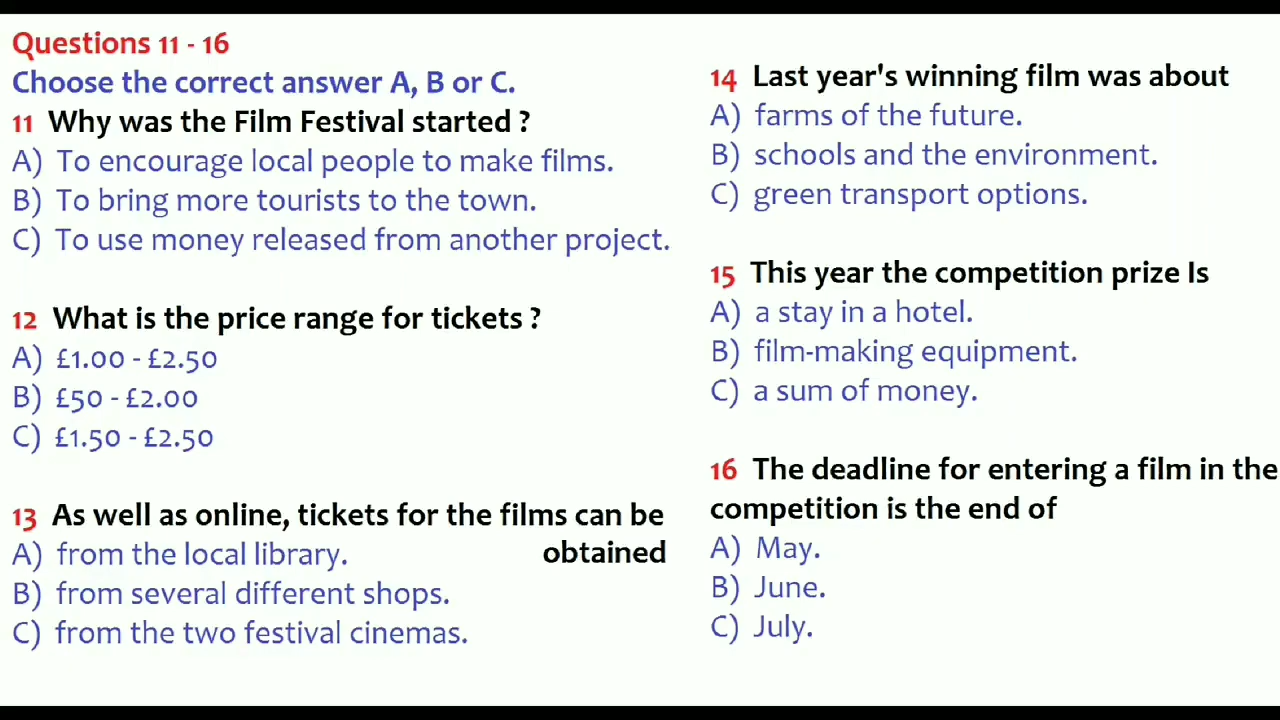 Questions 11 - 16
Choose the correct answer A, B or C.
11 Why was the Film Festival started ?
A) To encourage local people to make films.
B) To bring more tourists to the town.
C) To use money released from another project.
12 What is the price range for tickets ?
A) £1.00 - £2.50
B) £50 - £2.00
C) £1.50 - £2.50
13 As well as online, tickets for the films can be
obtained
A) from the local library.
B) from several different shops.
C) from the two festival cinemas.
14 Last year's winning film was about
A) farms of the future.
B) schools and the environment.
C) green transport options.
15 This year the competition prize Is
A) a stay in a hotel.
B) film-making equipment.
C) a sum of money.
16 The deadline for entering a film in the
competition is the end of
A) May.
B) June.
C) July.